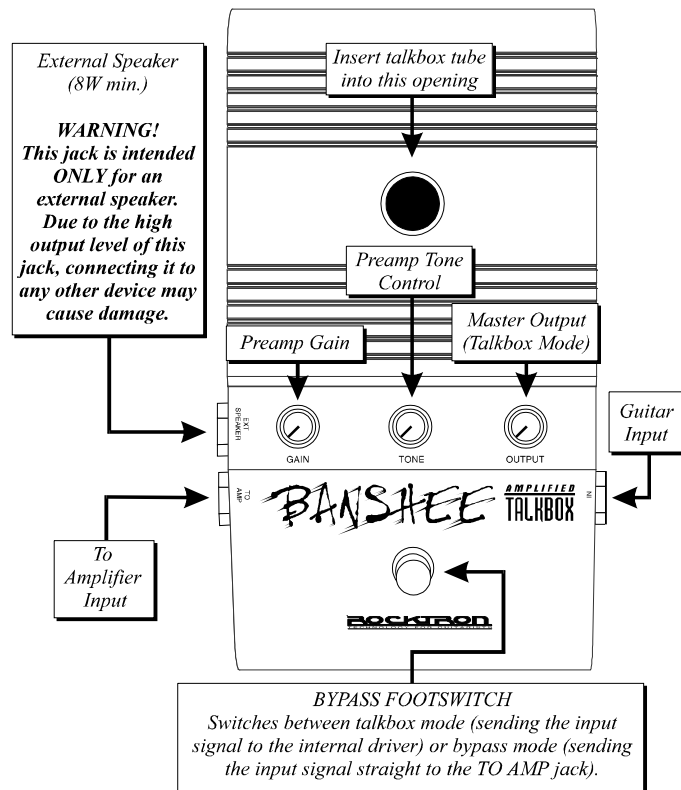 External Speaker
(8W min.)
WARNING!
This jack is intended
ONLY for an
external speaker.
Due to the high
output level of this
jack, connecting it to
any other device may
cause damage.
Insert talkbox tube
into this opening
Preamp Tone
Control
Preamp Gain
Master Output
(Talkbox Mode)
Guitar
Input
EXT
SPEAKER
GAIN
TONE
OUTPUT
TO
AMP
BANSHEE
AMPLIFIED
TALKBOX
IN
To
Amplifier
Input
ROCKTRON
BYPASS FOOTSWITCH
Switches between talkbox mode (sending the input
signal to the internal driver) or bypass mode (sending
the input signal straight to the TO AMP jack).